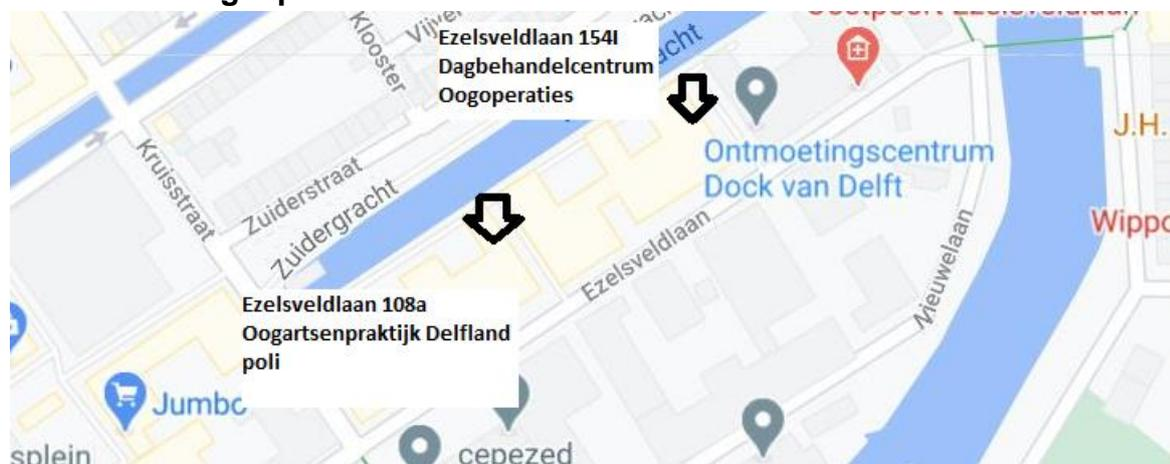 Ezelsveldlaan 154I
Dagbehandelcentrum
Oogoperaties
Klooster
Kruisstraat
Zuiderstraat
Zuidergracht
Ontmoetingscentrum
Dock van Delft
J.H.
Wippo
Ezelsveldlaan
Nieuwelaan
Ezelsveldlaan 108a
Oogartsenpraktijk Delfland
poli
Jumbo
splein
cepezed